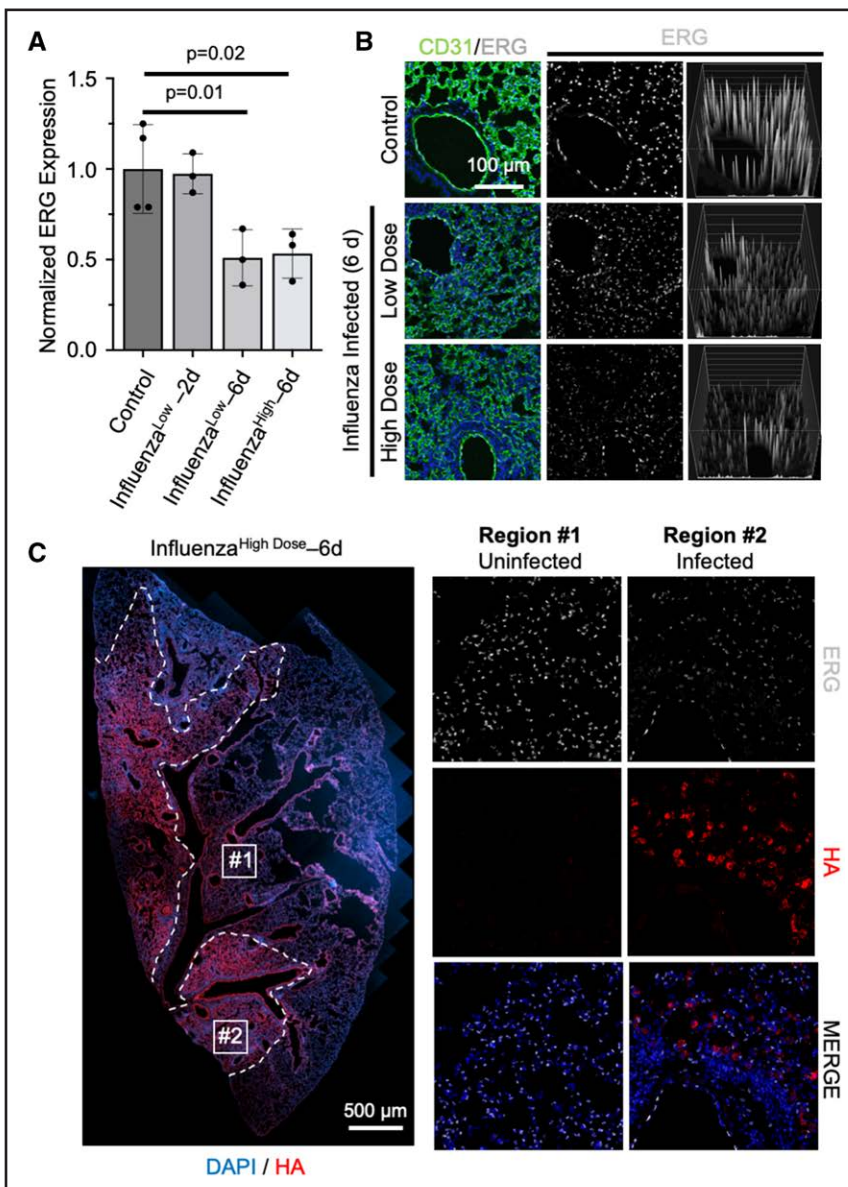 A
p=0.02
p=0.01
Normalized ERG Expression
1.5
1.0
0.5
0.0
Control
Influenza^Low –2d
Influenza^Low–6d
Influenza^High–6d
B
CD31/ERG
ERG
Control
100 µm
Influenza Infected (6 d)
Low Dose
High Dose
C
Influenza^High Dose–6d
#1
#2
500 µm
DAPI / HA
Region #1
Uninfected
Region #2
Infected
ERG
HA
MERGE